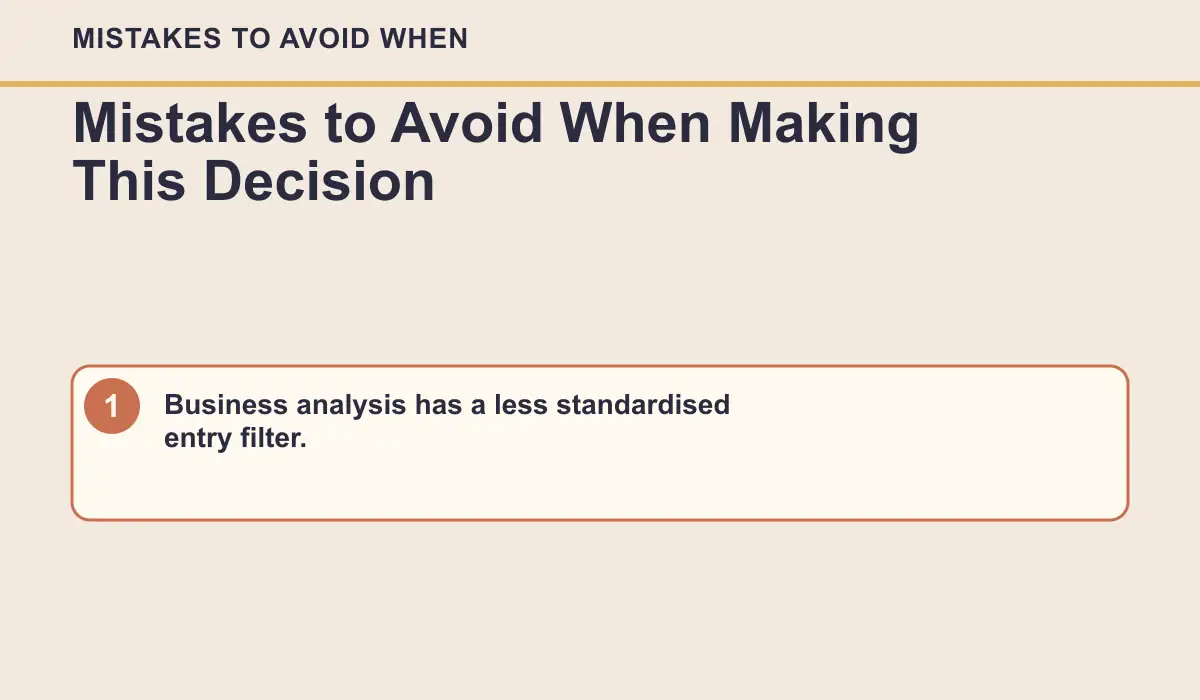 MISTAKES TO AVOID WHEN
Mistakes to Avoid When Making
This Decision
1
Business analysis has a less standardised
entry filter.